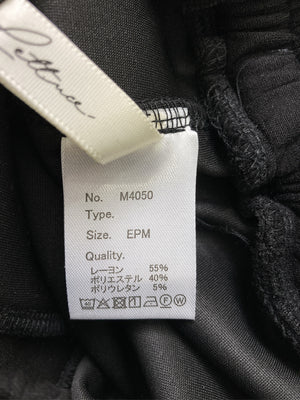 Lettuce.
No. M4050
Type.
Size. EPM
Quality.
レーヨン 55%
ポリエステル 40%
ポリウレタン 5%